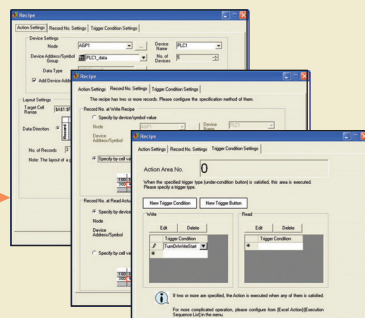 Recipe
Action Settings Record No. Settings Trigger Condition Settings
Device Settings
Node AGP1 ... Device Name PLC1
Device Address/Symbol Group PLC1_data No. of Devices 5
Data Type
Add Device Addr
Layout Settings
Target Cell Ranges
Data Direction
No. of Records
Note: The layout of a
Recipe
Action Settings Record No. Settings Trigger Condition Settings
The recipe has two or more records. Please configure the specification method of them.
Record No. at Write Recipe
Specify by device/symbol value
Node AGP1 Device Name PLC1
Device Address/Symbol
Specify by cell va
Record No. at Read Actua
Specify by device
Node
Device Address/Symbol
Specify by cell va
Recipe
Action Settings Record No. Settings Trigger Condition Settings
Action Area No. 0
When the specified trigger type (under-condition button) is satisfied, this area is executed.
Please specify a trigger type.
New Trigger Condition New Trigger Button
Write Read
Edit Delete Edit Delete
Trigger Condition Trigger Condition
TurnOnWriteStart
If two or more are specified, the Action is executed when any of them is satisfied.
For more complicated operation, please configure from [Excel Action][Execution
Sequence List] in the menu.